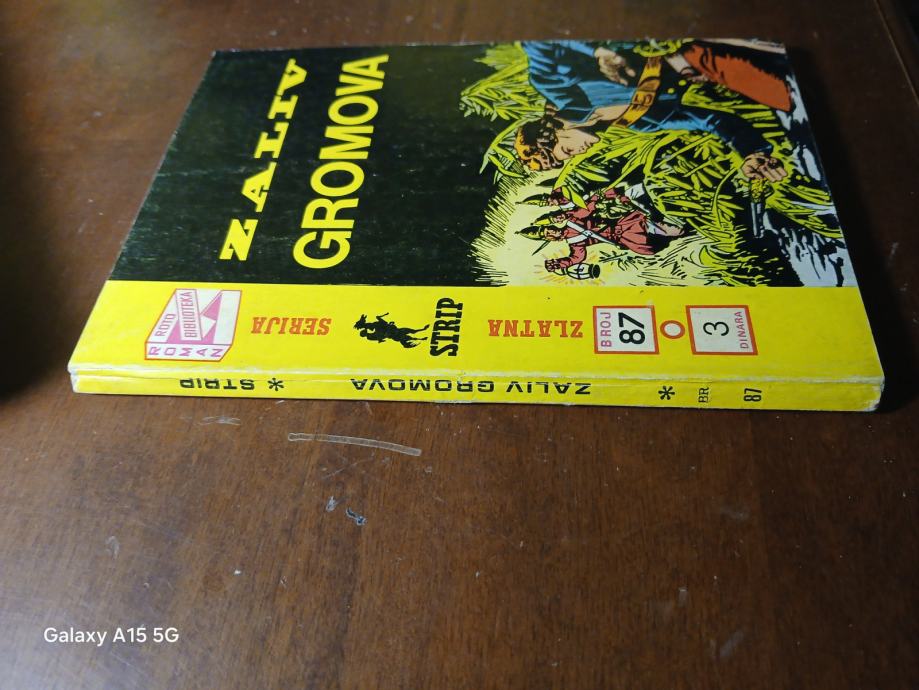 ZALIV
GROMOVA
ROTO
BIBLIOTEKA
ROMAN
SERIJA
STRIP
ZLATNA
BROJ
87
3
DINARA
* STRIP
ZALIV GROMOVA
*
BR.
87
Galaxy A15 5G